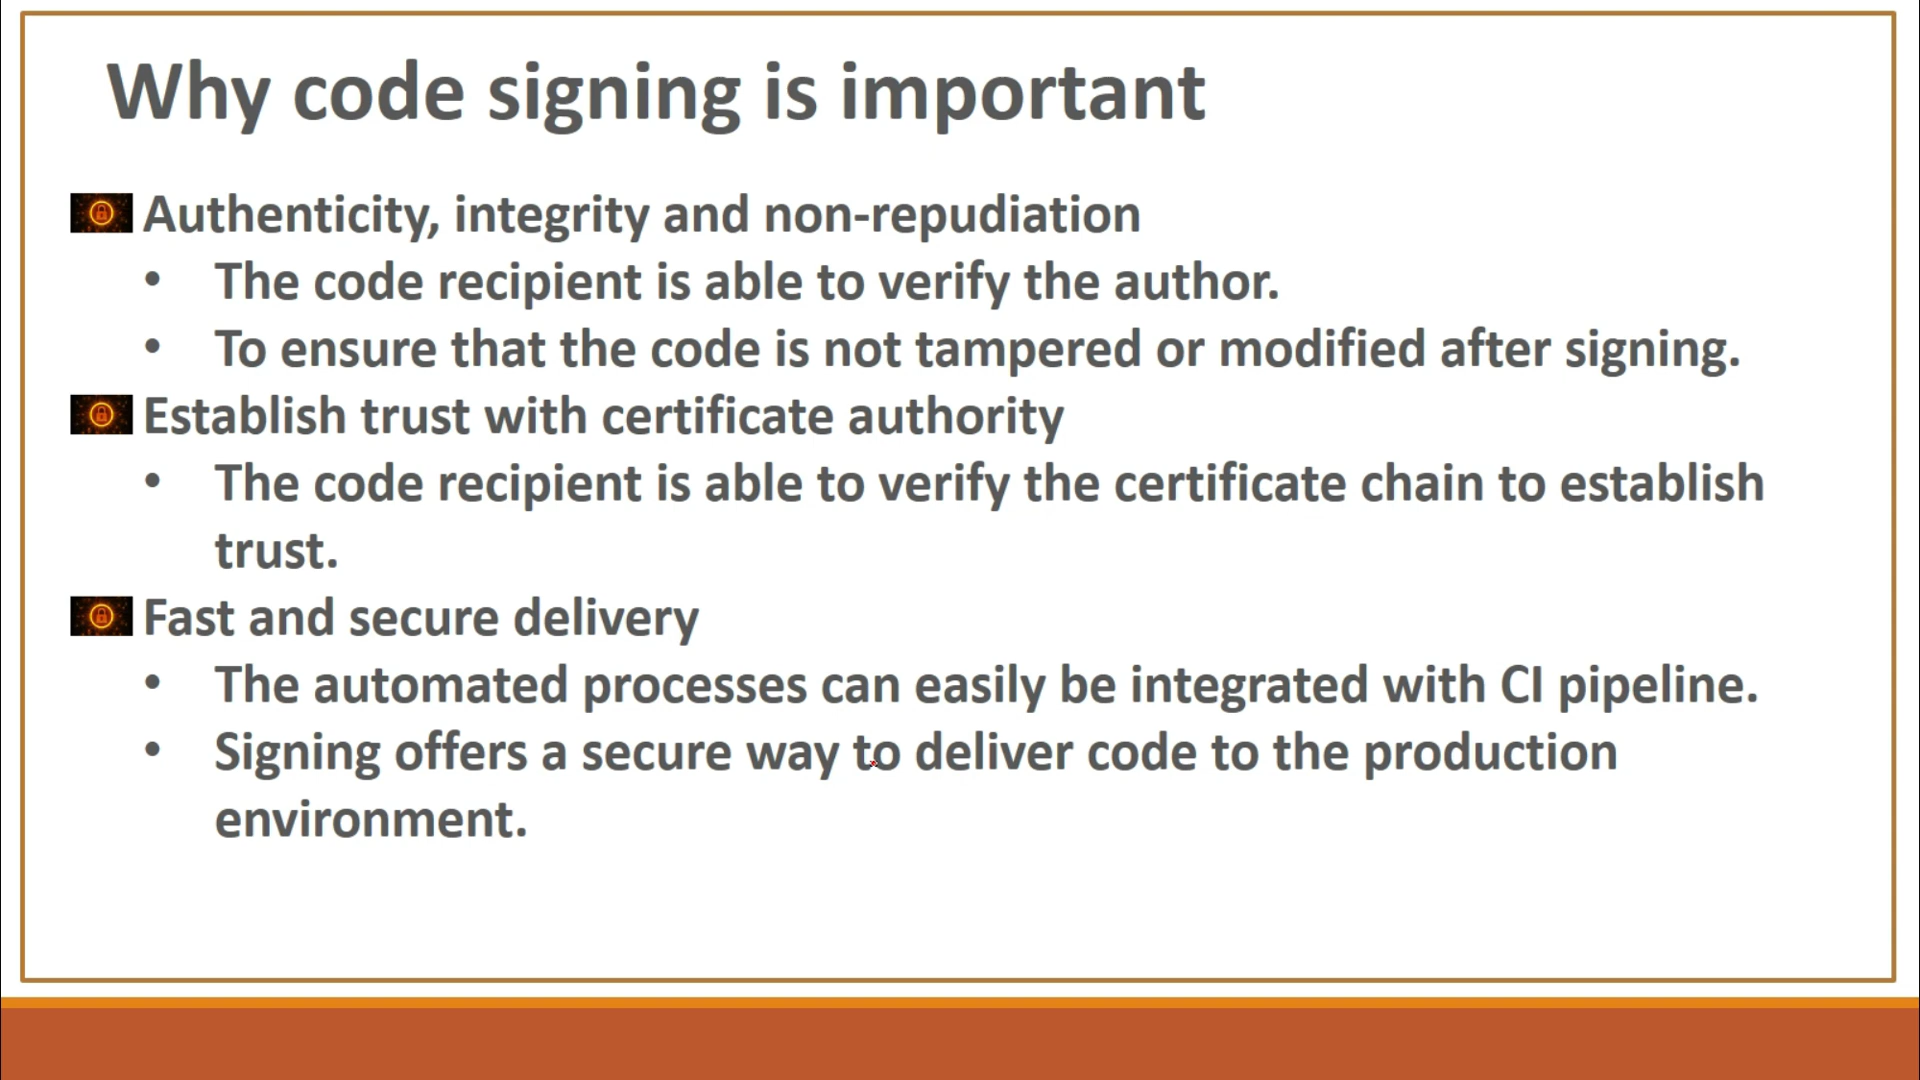 Why code signing is important
Authenticity, integrity and non-repudiation
• The code recipient is able to verify the author.
• To ensure that the code is not tampered or modified after signing.
Establish trust with certificate authority
• The code recipient is able to verify the certificate chain to establish
trust.
Fast and secure delivery
• The automated processes can easily be integrated with CI pipeline.
• Signing offers a secure way to deliver code to the production
environment.